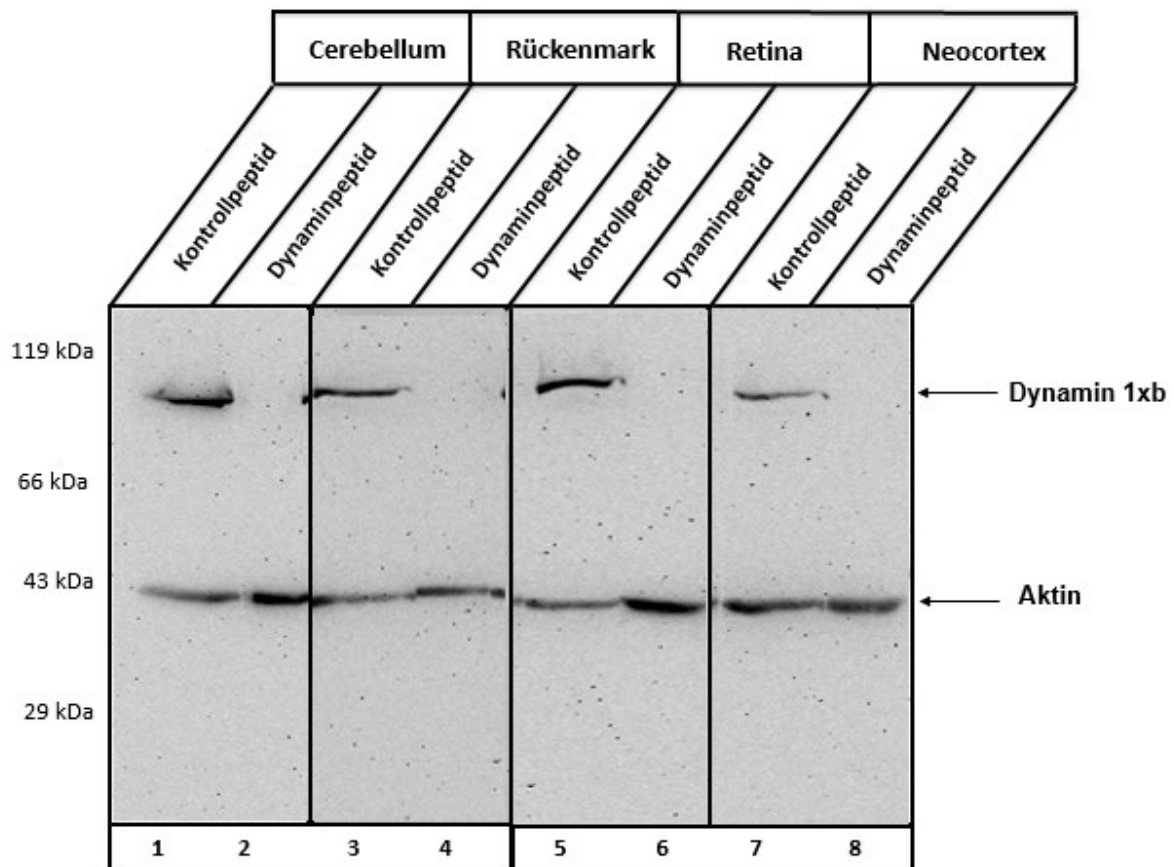 Cerebellum Rückenmark Retina Neocortex
Kontrollpeptid Dynaminpeptid Kontrollpeptid Dynaminpeptid Kontrollpeptid Dynaminpeptid Kontrollpeptid Dynaminpeptid
119 kDa
Dynamin 1xb
66 kDa
43 kDa
Aktin
29 kDa
1 2 3 4 5 6 7 8